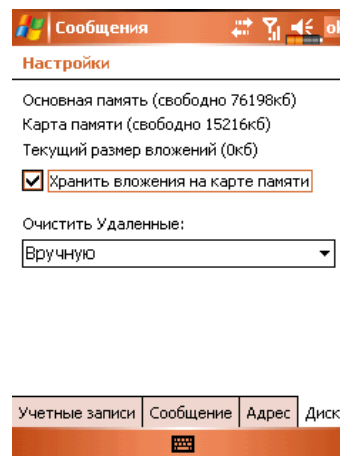 Сообщения ok
Настройки
Основная память (свободно 76198кб)
Карта памяти (свободно 15216кб)
Текущий размер вложений (0кб)
Хранить вложения на карте памяти
Очистить Удаленные:
Вручную
Учетные записи Сообщение Адрес Диск